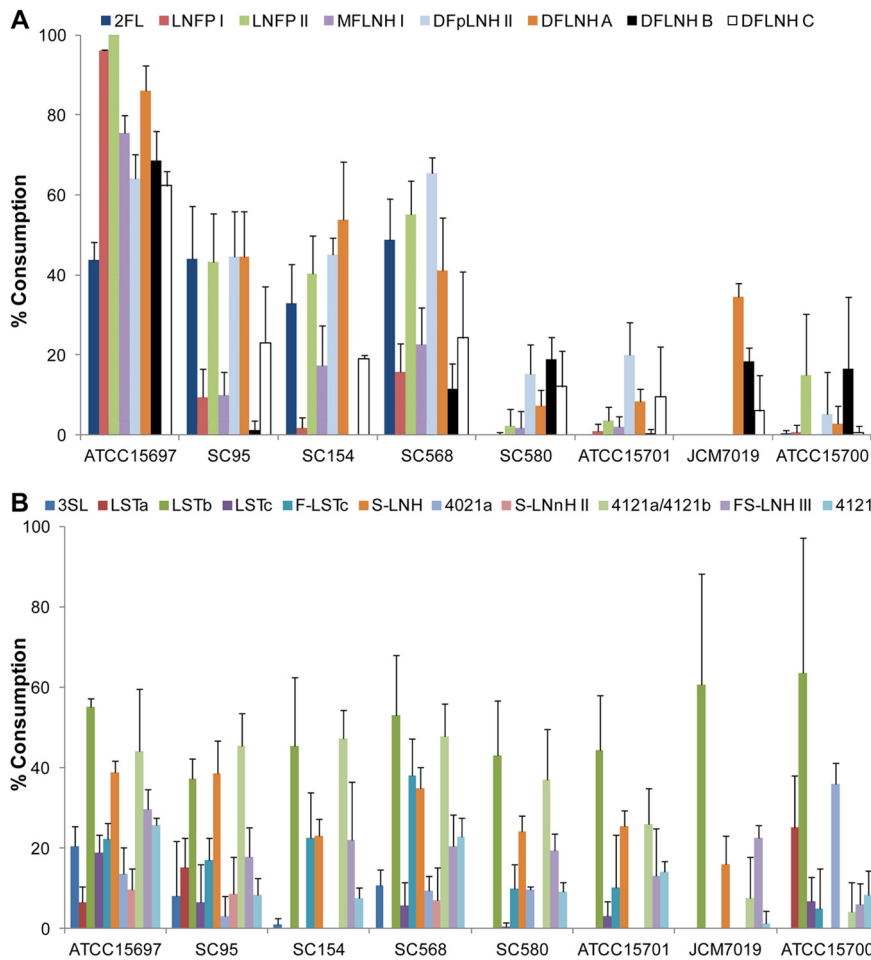 A
2FL LNFP I LNFP II MFLNH I DFpLNH II DFLNH A DFLNH B DFLNH C
100
80
60
40
20
0
% Consumption
ATCC15697 SC95 SC154 SC568 SC580 ATCC15701 JCM7019 ATCC15700
B
3SL LSTa LSTb LSTc F-LSTc S-LNH 4021a S-LNnH II 4121a/4121b FS-LNH III 4121
100
80
60
40
20
0
% Consumption
ATCC15697 SC95 SC154 SC568 SC580 ATCC15701 JCM7019 ATCC15700